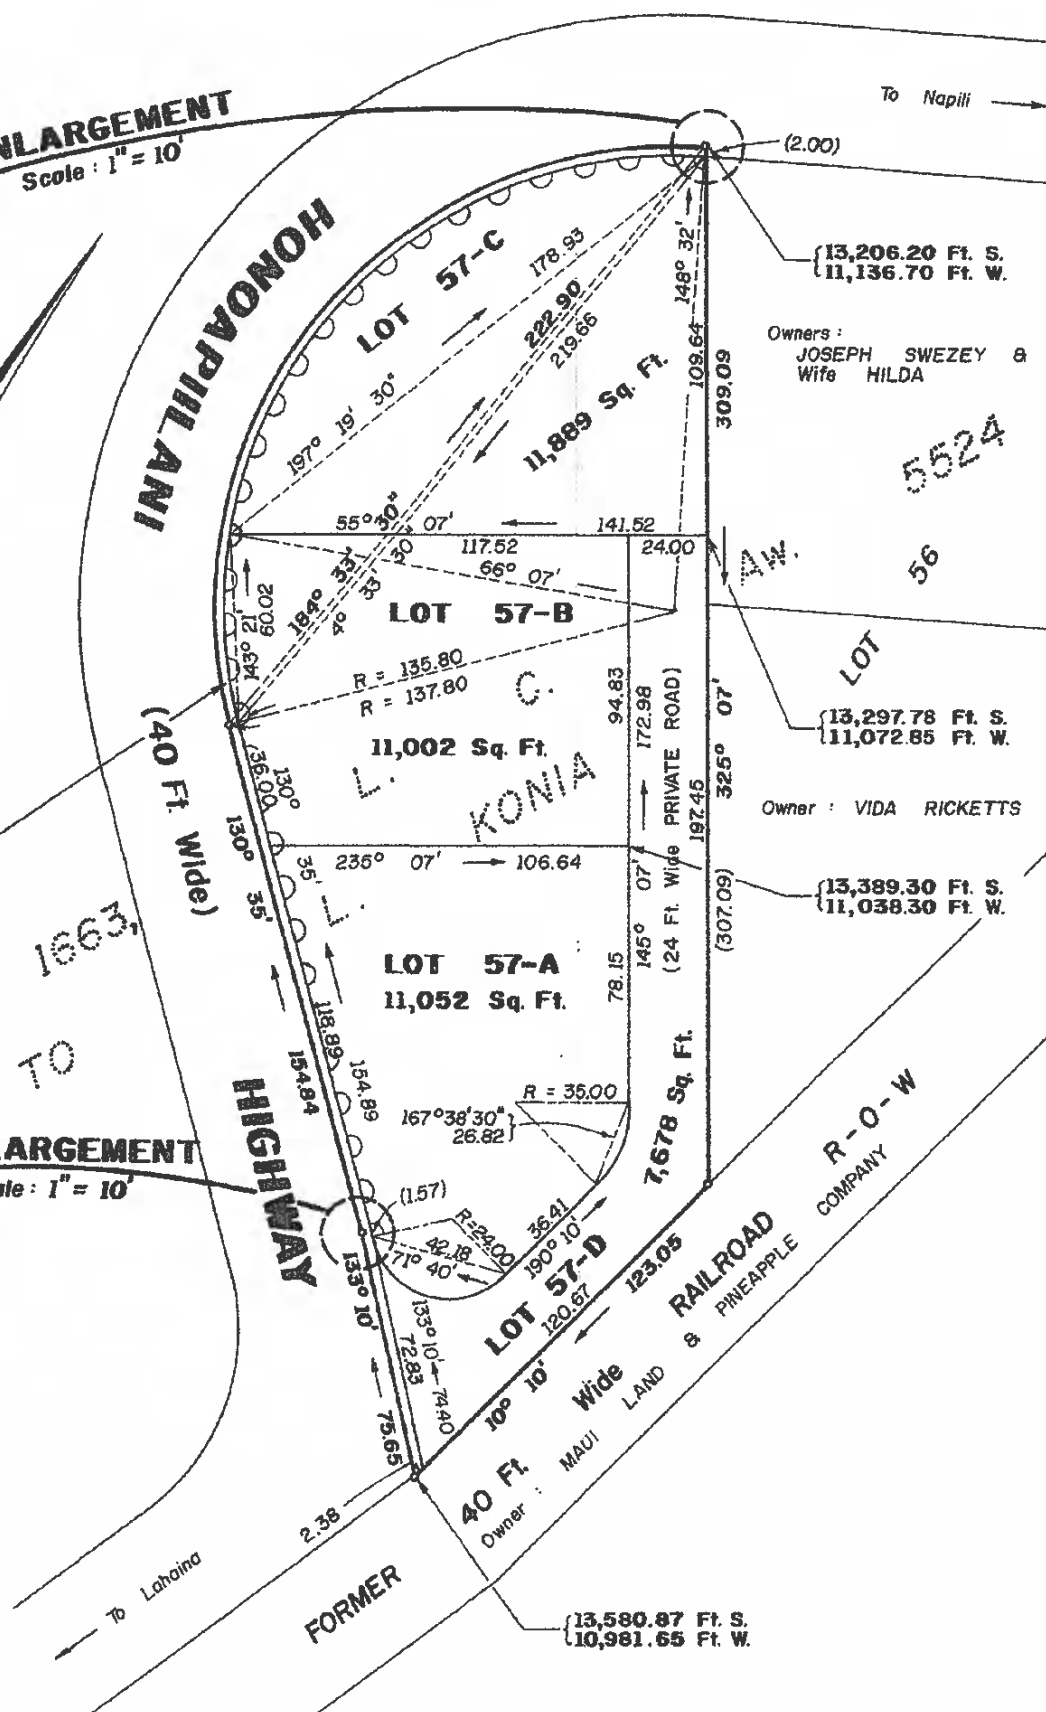 NLARGEMENT
Scale : 1" = 10'
To Napili
(2.00)
13,206.20 Ft. S.
11,136.70 Ft. W.
HONOAPIILANI
LOT 57-C
178.93
222.90
219.66
148° 32'
109.64
309.09
Owners :
JOSEPH SWEZEY &
Wife HILDA
197° 19' 30"
11,889 Sq. Ft.
5524
184° 33' 30"
4° 33' 30"
55° 07'
141.52
117.52
24.00
66° 07'
AW.
56
143° 21'
60.02
LOT 57-B
R = 135.80
R = 137.80
C.
94.83
172.98
LOT
(40 Ft. Wide)
11,002 Sq. Ft.
L.
KONIA
(24 Ft. Wide PRIVATE ROAD)
325° 07'
197.45
13,297.78 Ft. S.
11,072.85 Ft. W.
(36.00)
130°
35'
130° 35'
Owner : VIDA RICKETTS
235° 07'
106.64
L.
145° 07'
(307.09)
13,389.30 Ft. S.
11,038.30 Ft. W.
1663,
LOT 57-A
11,052 Sq. Ft.
78.15
TO
118.89
154.84
154.89
R = 35.00
167°38'30"
26.82
7,678 Sq. Ft.
R-O-W
HIGHWAY
LARGEMENT
ale : 1" = 10'
(1.57)
R=24.00
42.18
71° 40'
36.41
190° 10'
LOT 57-D
120.67
123.05
RAILROAD
& PINEAPPLE COMPANY
133° 10'
133° 10'
72.83
74.40
75.65
10° 10'
Wide
LAND
40 Ft.
Owner : MAUI
2.38
To Lahaina
FORMER
13,580.87 Ft. S.
10,981.65 Ft. W.